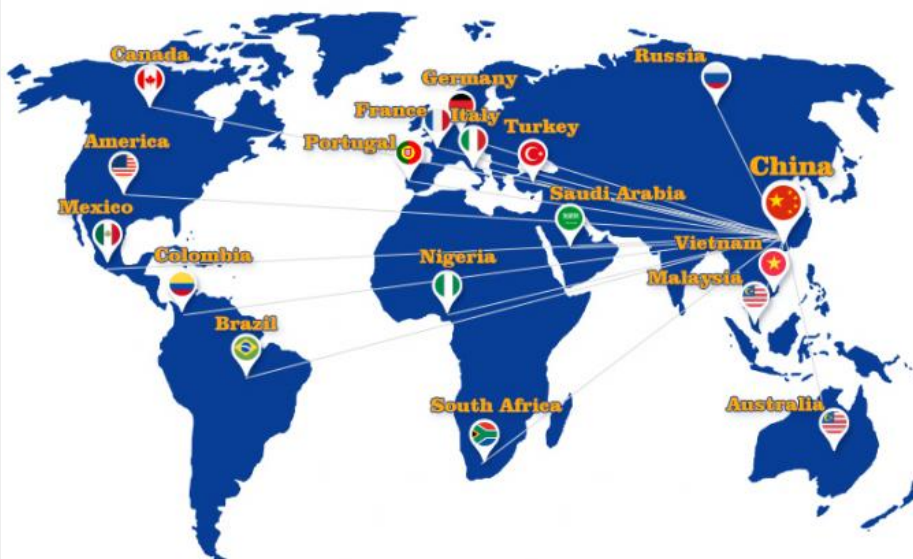 Canada
Russia
Germany
France
Italy
Turkey
Portugal
America
China
Saudi Arabia
Mexico
Vietnam
Colombia
Nigeria
Malaysia
Brazil
South Africa
Australia